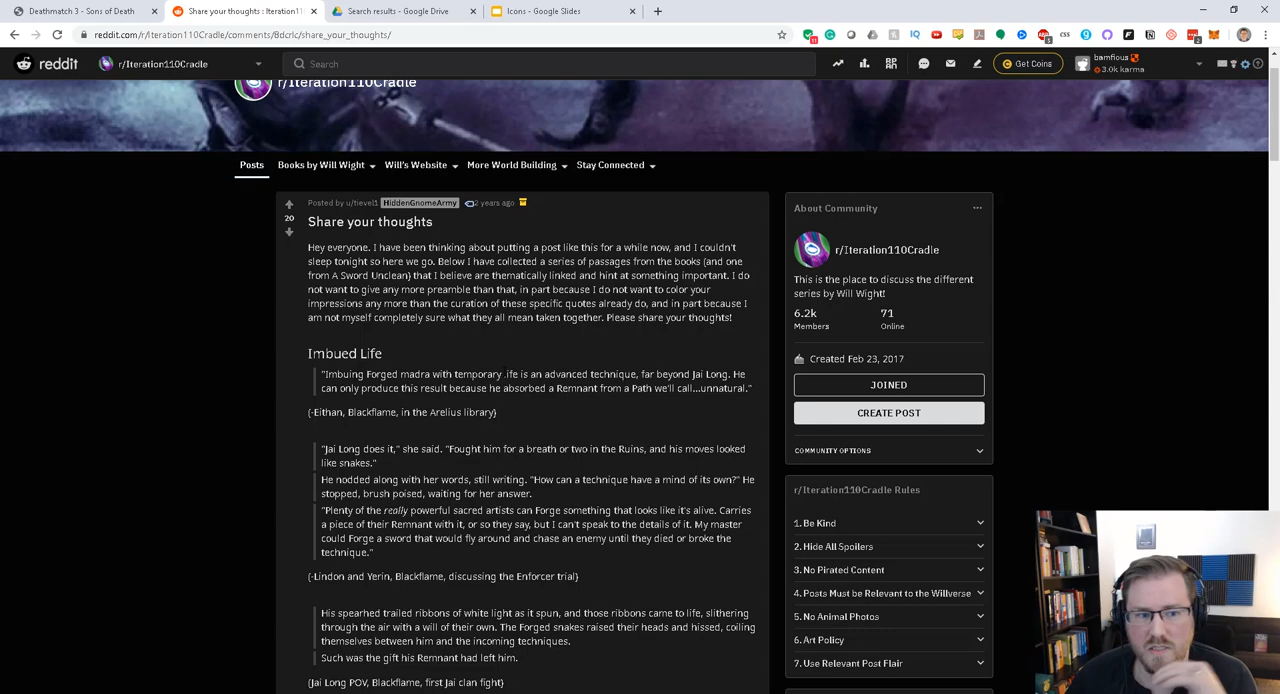 Deathmatch 3 - Sons of Death
Share your thoughts : Iteration11
Search results - Google Drive
Icons - Google Slides
reddit.com/r/Iteration110Cradle/comments/8dcrlc/share_your_thoughts/
reddit
r/Iteration110Cradle
Search
Get Coins
bamfious
3.0k karma
r/Iteration110Cradle
Posts
Books by Will Wight
Will's Website
More World Building
Stay Connected
20
Posted by u/tievel1 HiddenGnomeArmy 2 years ago
Share your thoughts
Hey everyone. I have been thinking about putting a post like this for a while now, and I couldn't
sleep tonight so here we go. Below I have collected a series of passages from the books (and one
from A Sword Unclean) that I believe are thematically linked and hint at something important. I do
not want to give any more preamble than that, in part because I do not want to color your
impressions any more than the curation of these specific quotes already do, and in part because I
am not myself completely sure what they all mean taken together. Please share your thoughts!
Imbued Life
"Imbuing Forged madra with temporary life is an advanced technique, far beyond Jai Long. He
can only produce this result because he absorbed a Remnant from a Path we'll call...unnatural."
(-Eithan, Blackflame, in the Arelius library}
"Jai Long does it," she said. "Fought him for a breath or two in the Ruins, and his moves looked
like snakes."
He nodded along with her words, still writing. "How can a technique have a mind of its own?" He
stopped, brush poised, waiting for her answer.
"Plenty of the really powerful sacred artists can Forge something that looks like it's alive. Carries
a piece of their Remnant with it, or so they say, but I can't speak to the details of it. My master
could Forge a sword that would fly around and chase an enemy until they died or broke the
technique."
{-Lindon and Yerin, Blackflame, discussing the Enforcer trial}
His spearhed trailed ribbons of white light as it spun, and those ribbons came to life, slithering
through the air with a will of their own. The Forged snakes raised their heads and hissed, coiling
themselves between him and the incoming techniques.
Such was the gift his Remnant had left him.
{Jai Long POV, Blackflame, first Jai clan fight}
About Community
r/Iteration110Cradle
This is the place to discuss the different
series by Will Wight!
6.2k
71
Members
Online
Created Feb 23, 2017
JOINED
CREATE POST
COMMUNITY OPTIONS
r/Iteration110Cradle Rules
1. Be Kind
2. Hide All Spoilers
3. No Pirated Content
4. Posts Must be Relevant to the Willverse
5. No Animal Photos
6. Art Policy
7. Use Relevant Post Flair